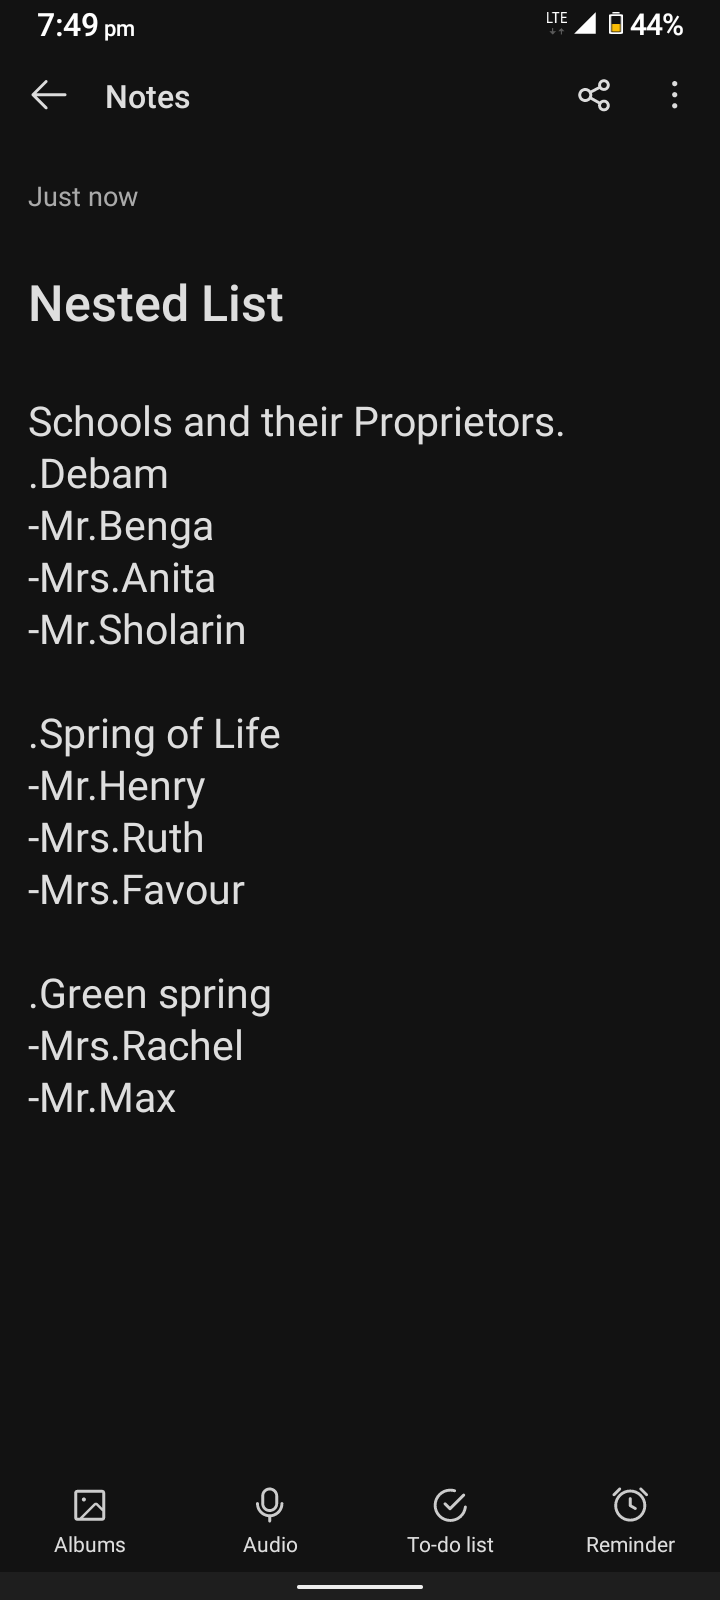 7:49 pm
LTE
44%
Notes
Just now
Nested List
Schools and their Proprietors.
.Debam
-Mr.Benga
-Mrs.Anita
-Mr.Sholarin
.Spring of Life
-Mr.Henry
-Mrs.Ruth
-Mrs.Favour
.Green spring
-Mrs.Rachel
-Mr.Max
Albums
Audio
To-do list
Reminder